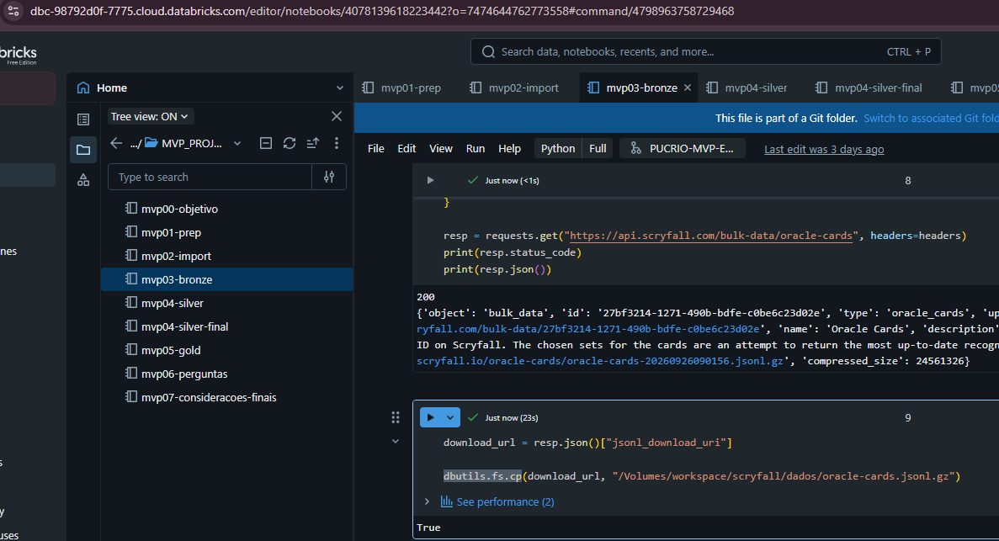 dbc-98792d0f-7775.cloud.databricks.com/editor/notebooks/4078139618223442?o=7474644762773558#command/4798963758729468
bricks
Free Edition
Search data, notebooks, recents, and more...
CTRL + P
Home
mvp01-prep
mvp02-import
mvp03-bronze
mvp04-silver
mvp04-silver-final
mvp05
Tree view: ON
This file is part of a Git folder. Switch to associated Git fold
.../ MVP_PROJ...
File Edit View Run Help Python Full PUCRIO-MVP-E... Last edit was 3 days ago
Type to search
mvp00-objetivo
mvp01-prep
mvp02-import
mvp03-bronze
mvp04-silver
mvp04-silver-final
mvp05-gold
mvp06-perguntas
mvp07-consideracoes-finais
nes
s
y
uses
Just now (<1s)
8
}
resp = requests.get("https://api.scryfall.com/bulk-data/oracle-cards", headers=headers)
print(resp.status_code)
print(resp.json())
200
{'object': 'bulk_data', 'id': '27bf3214-1271-490b-bdfe-c0be6c23d02e', 'type': 'oracle_cards', 'up
ryfall.com/bulk-data/27bf3214-1271-490b-bdfe-c0be6c23d02e', 'name': 'Oracle Cards', 'description'
ID on Scryfall. The chosen sets for the cards are an attempt to return the most up-to-date recogn
scryfall.io/oracle-cards/oracle-cards-20260926090156.jsonl.gz', 'compressed_size': 24561326}
Just now (23s)
9
download_url = resp.json()["jsonl_download_uri"]
dbutils.fs.cp(download_url, "/Volumes/workspace/scryfall/dados/oracle-cards.jsonl.gz")
See performance (2)
True